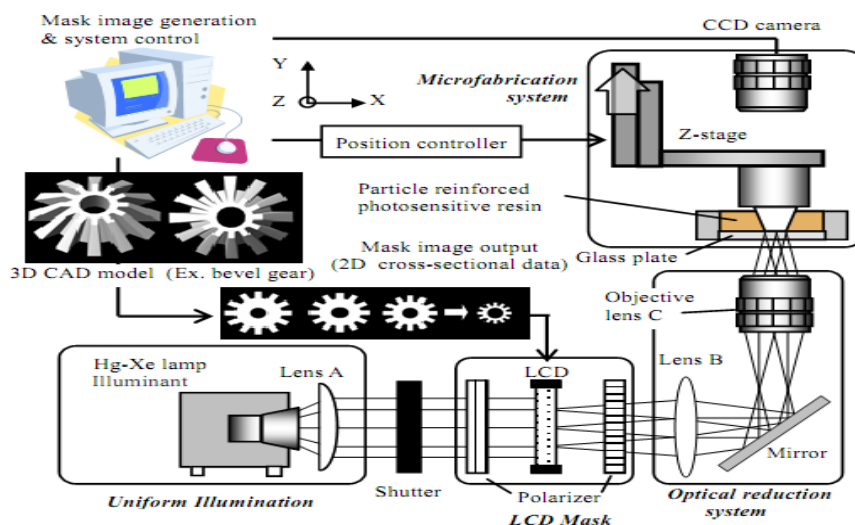 Mask image generation
& system control
CCD camera
Y
Z
X
Microfabrication
system
Z-stage
Position controller
Particle reinforced
photosensitive resin
Mask image output
(2D cross-sectional data)
Glass plate
3D CAD model (Ex. bevel gear)
Objective
lens C
Hg-Xe lamp
Illuminant
Lens A
LCD
Lens B
Mirror
Shutter
Polarizer
Uniform Illumination
LCD Mask
Optical reduction
system